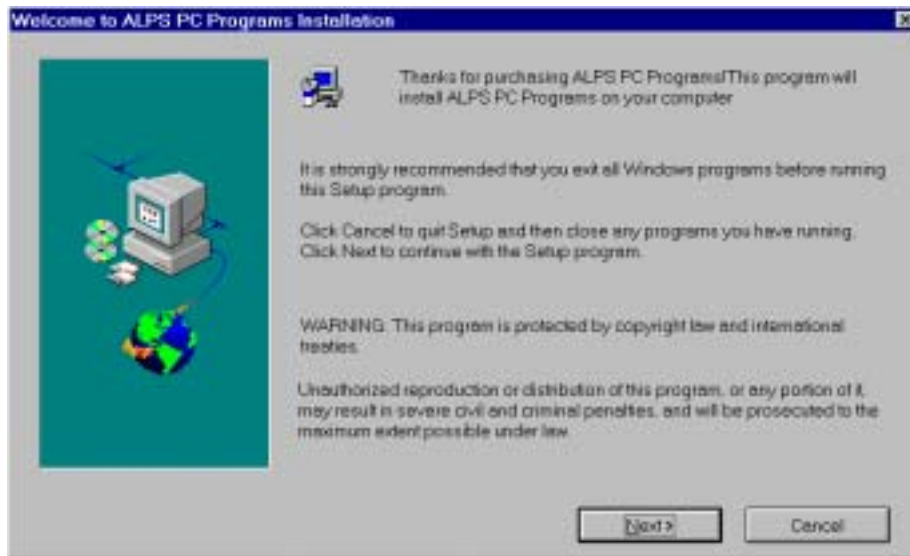 Welcome to ALPS PC Programs Installation
Thanks for purchasing ALPS PC Programs!This program will
install ALPS PC Programs on your computer
It is strongly recommended that you exit all Windows programs before running
this Setup program.
Click Cancel to quit Setup and then close any programs you have running.
Click Next to continue with the Setup program.
WARNING: This program is protected by copyright law and international
treaties.
Unauthorized reproduction or distribution of this program, or any portion of it,
may result in severe civil and criminal penalties, and will be prosecuted to the
maximum extent possible under law.
Next >
Cancel